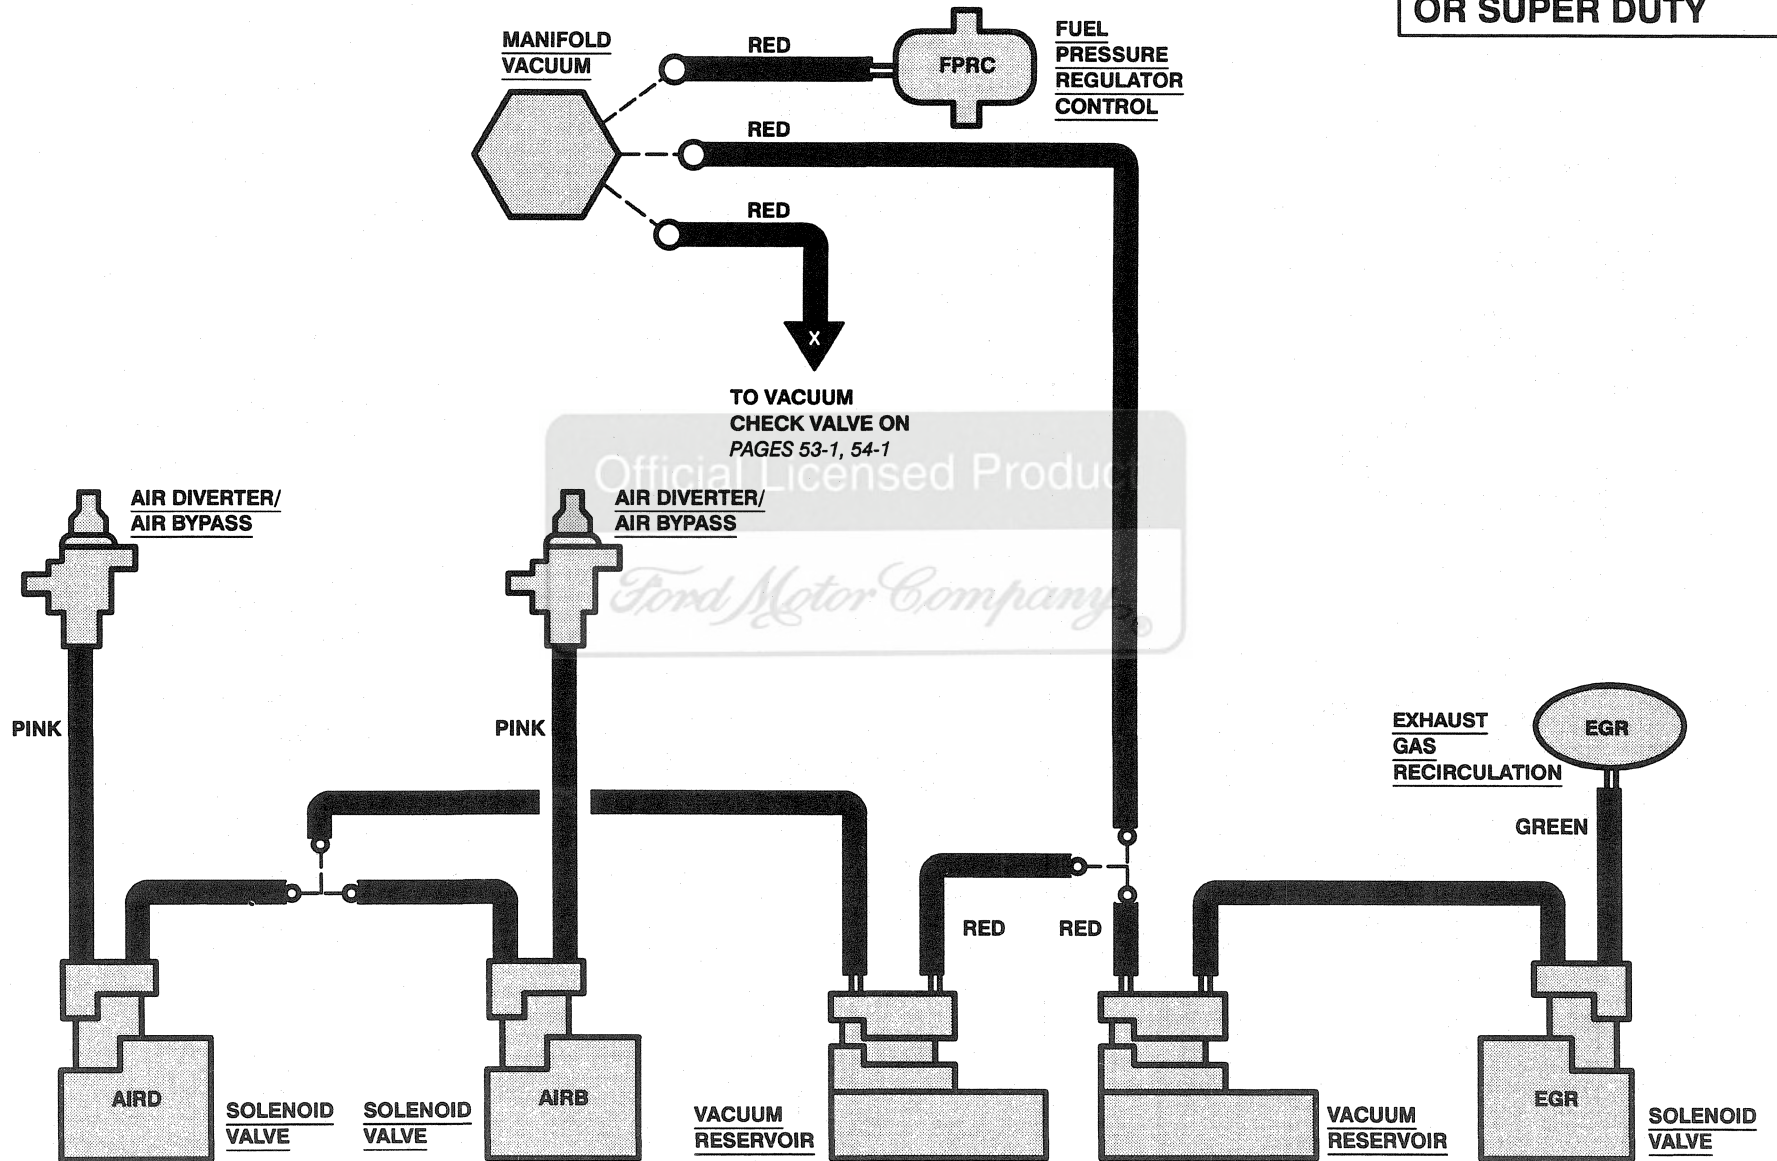 OR SUPER DUTY
MANIFOLD
VACUUM
RED
FPRC
FUEL
PRESSURE
REGULATOR
CONTROL
RED
RED
X
TO VACUUM
CHECK VALVE ON
PAGES 53-1, 54-1
Official Licensed Product
Ford Motor Company
AIR DIVERTER/
AIR BYPASS
AIR DIVERTER/
AIR BYPASS
PINK
PINK
EXHAUST
GAS
RECIRCULATION
EGR
GREEN
RED
RED
AIRD
SOLENOID
VALVE
SOLENOID
VALVE
AIRB
VACUUM
RESERVOIR
VACUUM
RESERVOIR
EGR
SOLENOID
VALVE